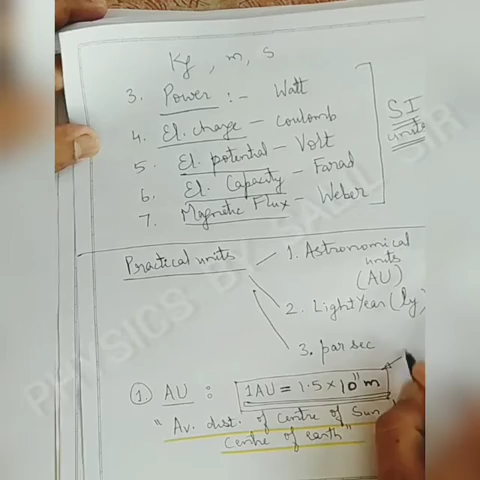 Kg, m, s
3. Power :- Watt
4. El. charge - Coulomb
5. El. potential - Volt
6. El. Capacity - Farad
7. Magnetic Flux - Weber
SI
units
Practical units
1. Astronomical
units
(AU)
2. Light Year (ly)
3. par sec
① AU : 1AU = 1.5 × 10¹¹ m
" Av. dist. of centre of Sun
Centre of earth "
PHYSICS BY SALIL SIR